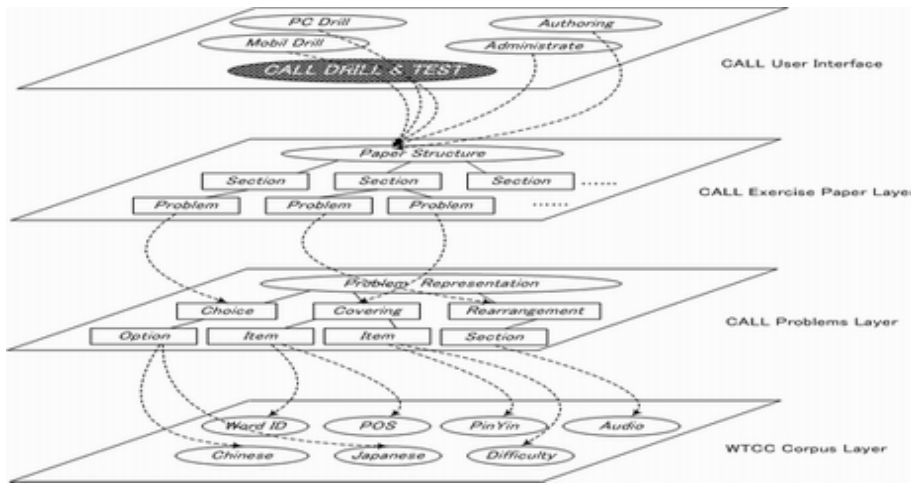 PC Drill
Authoring
Mobil Drill
Administrate
CALL DRILL & TEST
CALL User Interface
Paper Structure
Section Section Section ......
Problem Problem Problem ......
CALL Exercise Paper Layer
Problem Representation
Choice Covering Rearrangement
Option Item Item Section
CALL Problems Layer
Word ID POS PinYin Audio
Chinese Japanese Difficulty
WTCC Corpus Layer